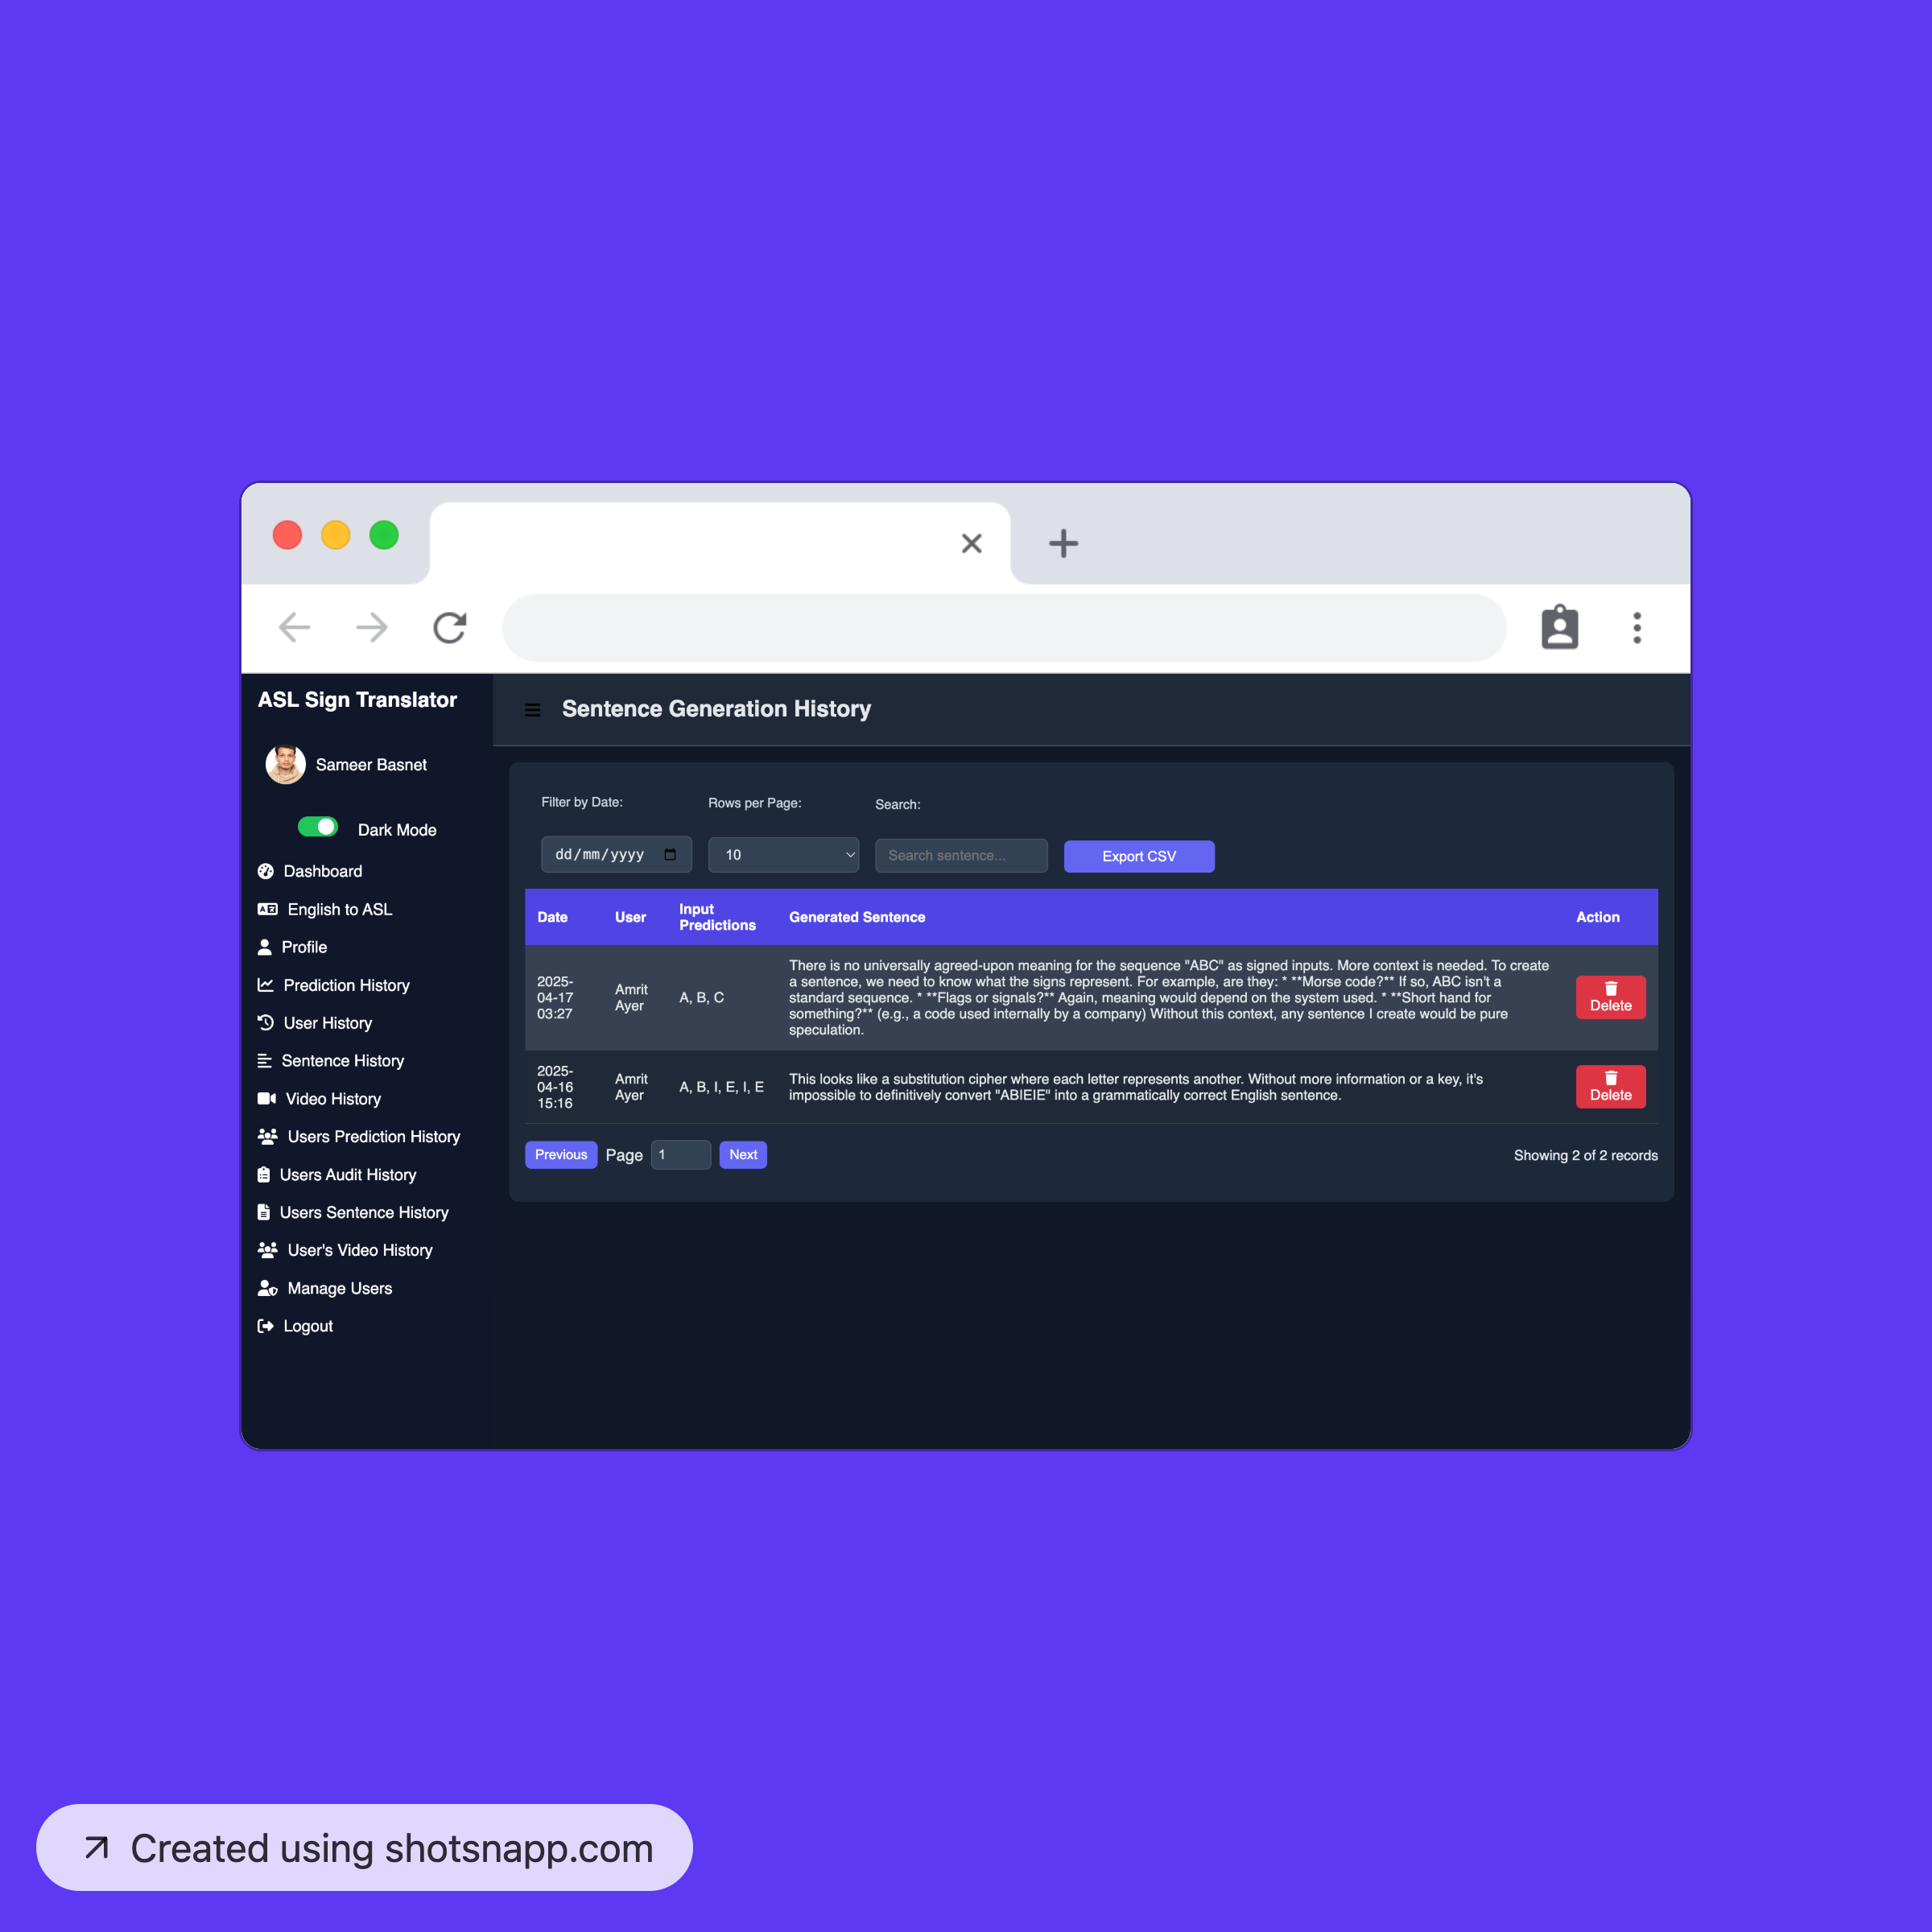 ASL Sign Translator
Sameer Basnet
Dark Mode
Dashboard
English to ASL
Profile
Prediction History
User History
Sentence History
Video History
Users Prediction History
Users Audit History
Users Sentence History
User's Video History
Manage Users
Logout
Sentence Generation History
Filter by Date:
Rows per Page:
Search:
dd/mm/yyyy
10
Search sentence...
Export CSV
Date
User
Input
Predictions
Generated Sentence
Action
2025-
04-17
03:27
Amrit
Ayer
A, B, C
There is no universally agreed-upon meaning for the sequence "ABC" as signed inputs. More context is needed. To create
a sentence, we need to know what the signs represent. For example, are they: * **Morse code?** If so, ABC isn't a
standard sequence. * **Flags or signals?** Again, meaning would depend on the system used. * **Short hand for
something?** (e.g., a code used internally by a company) Without this context, any sentence I create would be pure
speculation.
Delete
2025-
04-16
15:16
Amrit
Ayer
A, B, I, E, I, E
This looks like a substitution cipher where each letter represents another. Without more information or a key, it's
impossible to definitively convert "ABIEIE" into a grammatically correct English sentence.
Delete
Previous
Page
1
Next
Showing 2 of 2 records
Created using shotsnapp.com